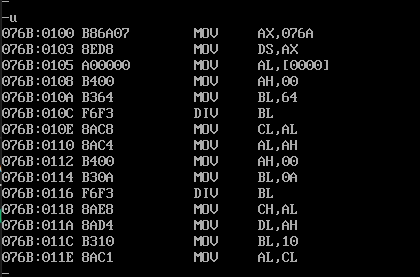 -
-u
076B:0100 B86A07 MOV AX,076A
076B:0103 8ED8 MOV DS,AX
076B:0105 A00000 MOV AL,[0000]
076B:0108 B400 MOV AH,00
076B:010A B364 MOV BL,64
076B:010C F6F3 DIV BL
076B:010E 8AC8 MOV CL,AL
076B:0110 8AC4 MOV AL,AH
076B:0112 B400 MOV AH,00
076B:0114 B30A MOV BL,0A
076B:0116 F6F3 DIV BL
076B:0118 8AE8 MOV CH,AL
076B:011A 8AD4 MOV DL,AH
076B:011C B310 MOV BL,10
076B:011E 8AC1 MOV AL,CL
-